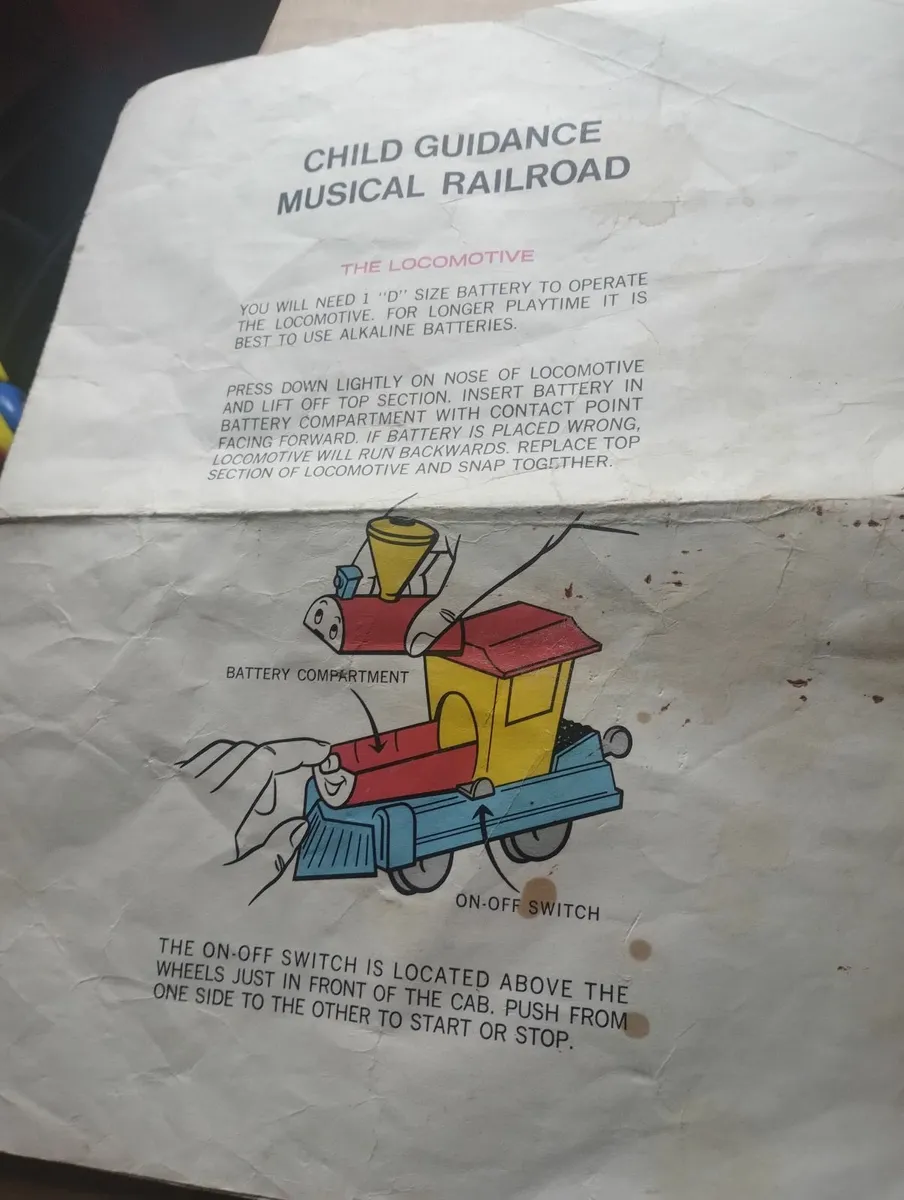 CHILD GUIDANCE
MUSICAL RAILROAD
THE LOCOMOTIVE
YOU WILL NEED 1 "D" SIZE BATTERY TO OPERATE
THE LOCOMOTIVE. FOR LONGER PLAYTIME IT IS
BEST TO USE ALKALINE BATTERIES.
PRESS DOWN LIGHTLY ON NOSE OF LOCOMOTIVE
AND LIFT OFF TOP SECTION. INSERT BATTERY IN
BATTERY COMPARTMENT WITH CONTACT POINT
FACING FORWARD. IF BATTERY IS PLACED WRONG,
LOCOMOTIVE WILL RUN BACKWARDS. REPLACE TOP
SECTION OF LOCOMOTIVE AND SNAP TOGETHER.
BATTERY COMPARTMENT
ON-OFF SWITCH
THE ON-OFF SWITCH IS LOCATED ABOVE THE
WHEELS JUST IN FRONT OF THE CAB. PUSH FROM
ONE SIDE TO THE OTHER TO START OR STOP.